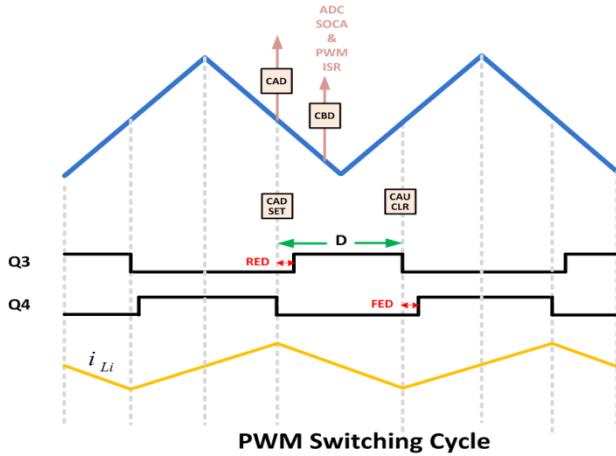 ADC
SOCA
&
PWM
ISR
CAD
CBD
CAD
SET
CAU
CLR
D
Q3
RED
Q4
FED
i Li
PWM Switching Cycle